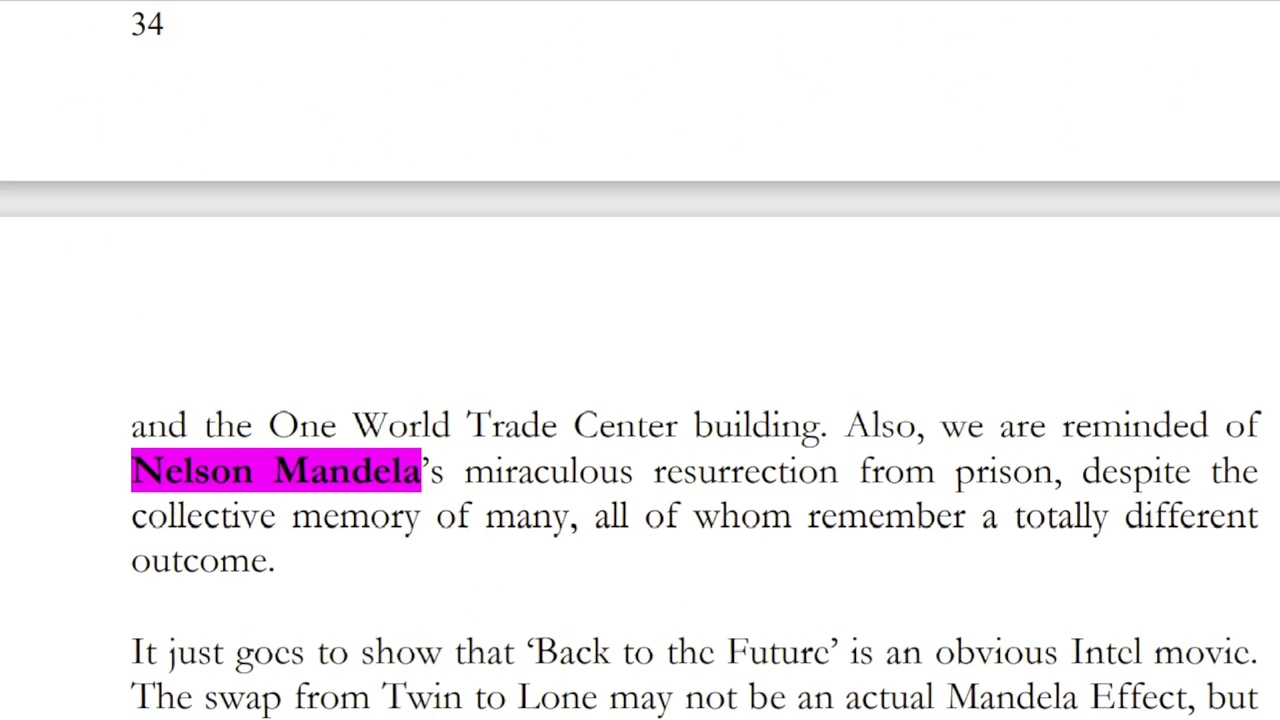 34
and the One World Trade Center building. Also, we are reminded of
Nelson Mandela’s miraculous resurrection from prison, despite the
collective memory of many, all of whom remember a totally different
outcome.
It just goes to show that ‘Back to the Future’ is an obvious Intel movie.
The swap from Twin to Lone may not be an actual Mandela Effect, but